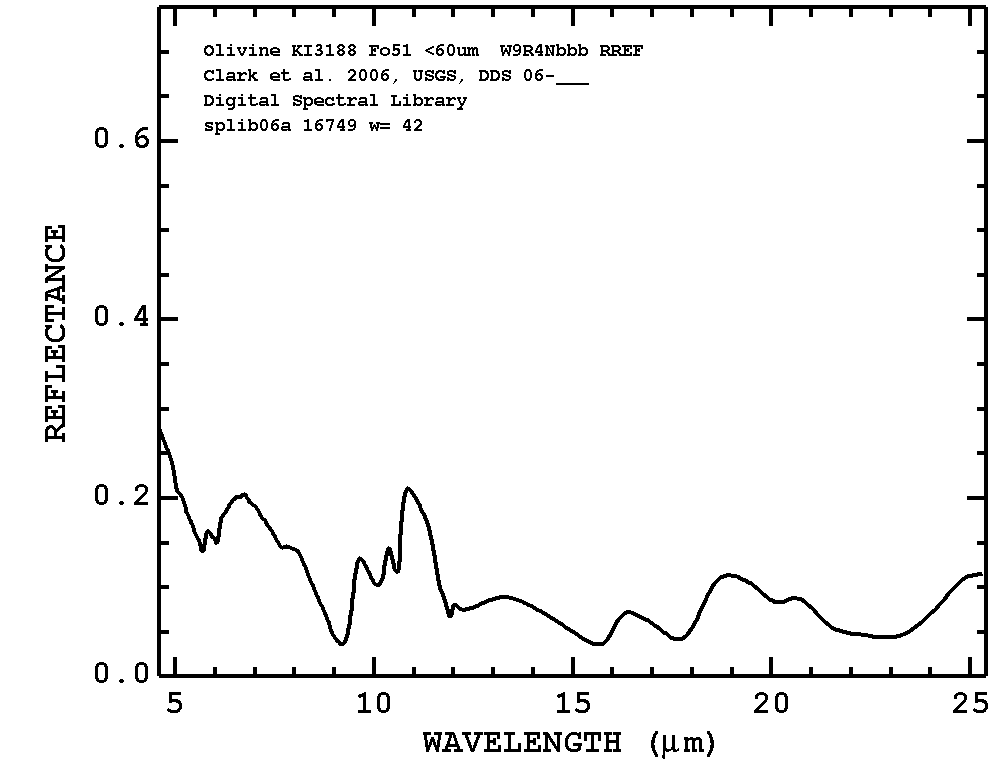 Olivine KI3188 Fo51 <60um  W9R4Nbbb RREF
Clark et al. 2006, USGS, DDS 06-___
Digital Spectral Library
splib06a 16749 w= 42
0.6
0.4
0.2
0.0
REFLECTANCE
5 10 15 20 25
WAVELENGTH (μm)